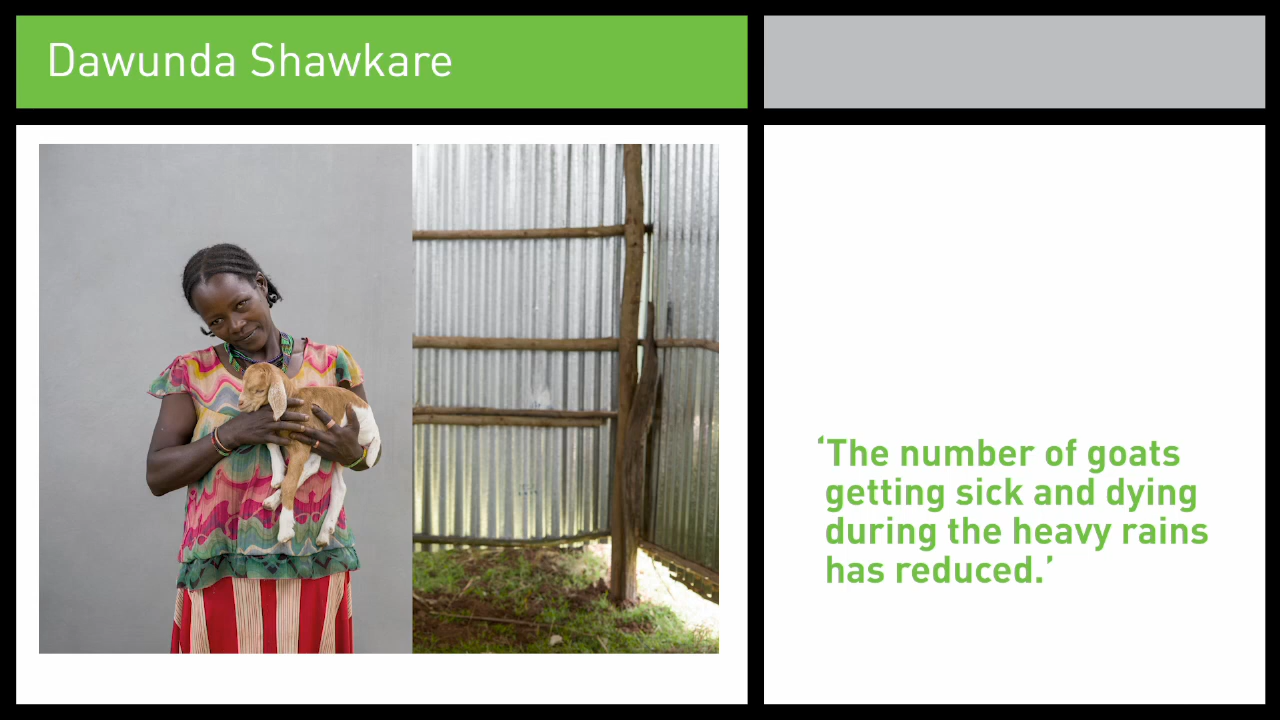 Dawunda Shawkare
‘The number of goats
getting sick and dying
during the heavy rains
has reduced.’